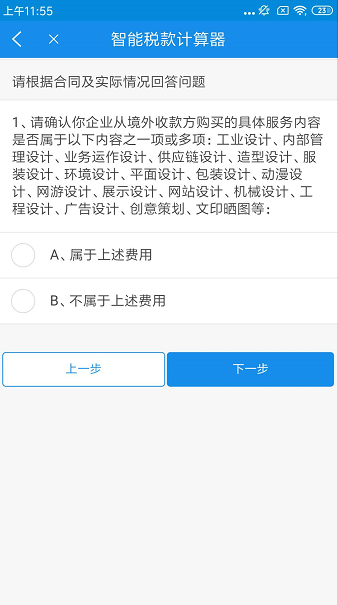 上午11:55
23
智能税款计算器
请根据合同及实际情况回答问题
1、请确认你企业从境外收款方购买的具体服务内容
是否属于以下内容之一项或多项：工业设计、内部管
理设计、业务运作设计、供应链设计、造型设计、服
装设计、环境设计、平面设计、包装设计、动漫设
计、网游设计、展示设计、网站设计、机械设计、工
程设计、广告设计、创意策划、文印晒图等：
A、属于上述费用
B、不属于上述费用
上一步
下一步